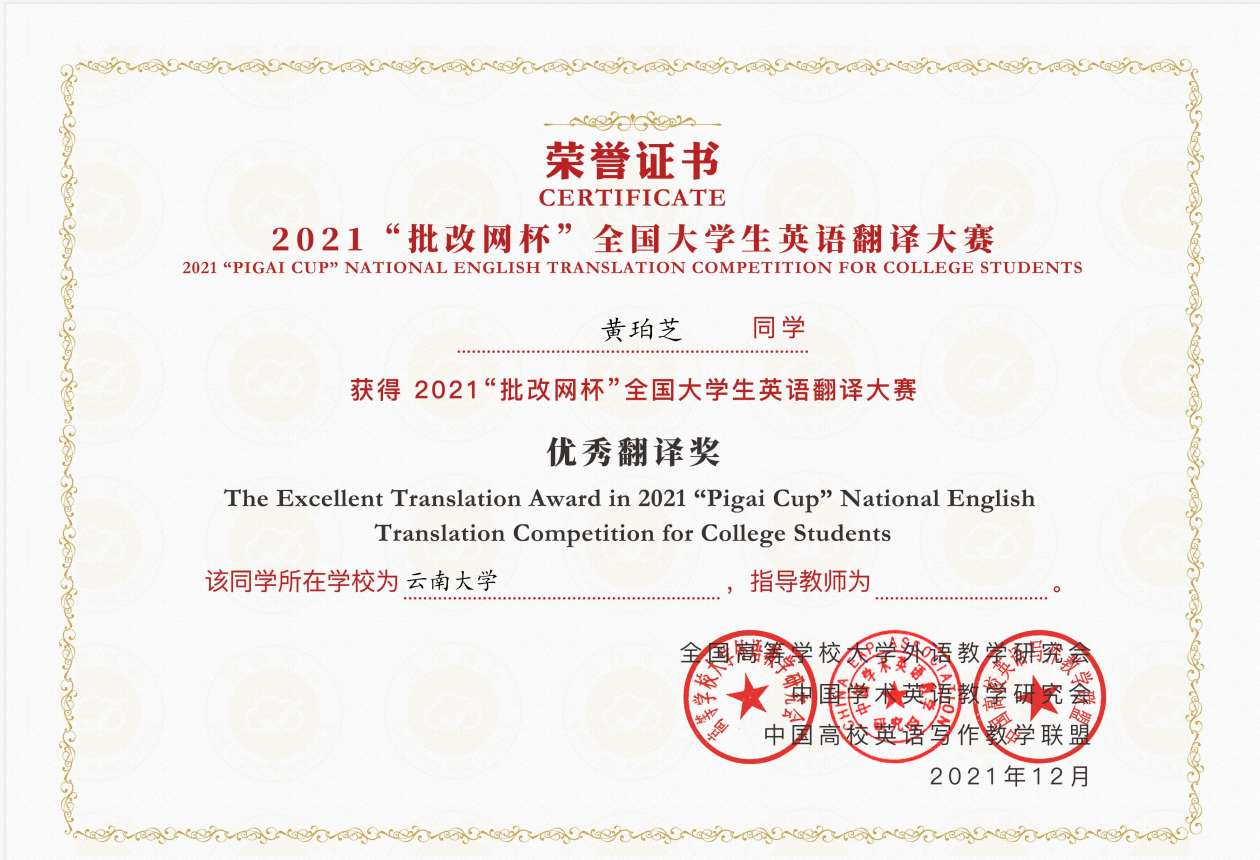 荣誉证书
CERTIFICATE
2021“批改网杯”全国大学生英语翻译大赛
2021 “PIGAI CUP” NATIONAL ENGLISH TRANSLATION COMPETITION FOR COLLEGE STUDENTS
黄珀芝 同学
获得 2021“批改网杯”全国大学生英语翻译大赛
优秀翻译奖
The Excellent Translation Award in 2021 “Pigai Cup” National English
Translation Competition for College Students
该同学所在学校为 云南大学 ，指导教师为 。
全国高等学校大学外语教学研究会
中国学术英语教学研究会
中国高校英语写作教学联盟
2021年12月
CHINA EAP ASSOCIATION